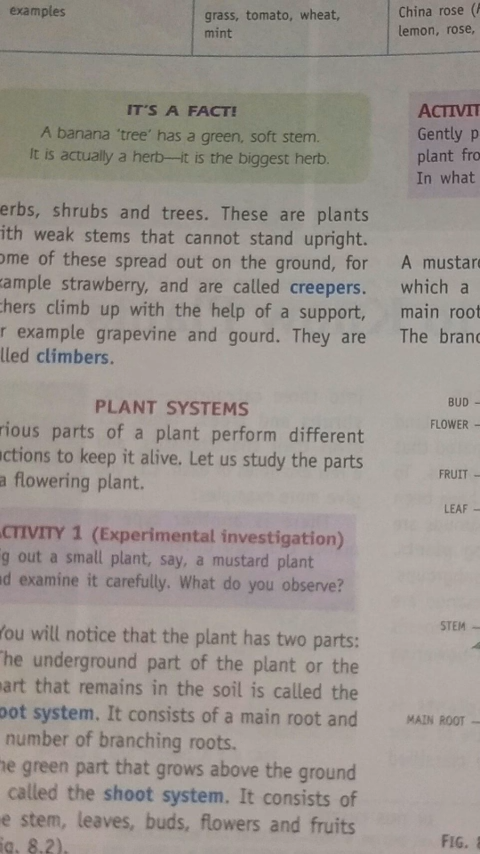 examples
grass, tomato, wheat,
mint
China rose
lemon, rose,
IT'S A FACT!
A banana 'tree' has a green, soft stem.
It is actually a herb—it is the biggest herb.
erbs, shrubs and trees. These are plants
ith weak stems that cannot stand upright.
ome of these spread out on the ground, for
xample strawberry, and are called creepers.
thers climb up with the help of a support,
r example grapevine and gourd. They are
lled climbers.
PLANT SYSTEMS
rious parts of a plant perform different
ctions to keep it alive. Let us study the parts
a flowering plant.
CTIVITY 1 (Experimental investigation)
g out a small plant, say, a mustard plant
nd examine it carefully. What do you observe?
You will notice that the plant has two parts:
The underground part of the plant or the
part that remains in the soil is called the
oot system. It consists of a main root and
number of branching roots.
he green part that grows above the ground
called the shoot system. It consists of
e stem, leaves, buds, flowers and fruits
ig. 8.2).
ACTIVIT
Gently p
plant fro
In what
A mustar
which a
main root
The branc
BUD
FLOWER
FRUIT
LEAF
STEM
MAIN ROOT
FIG. 8